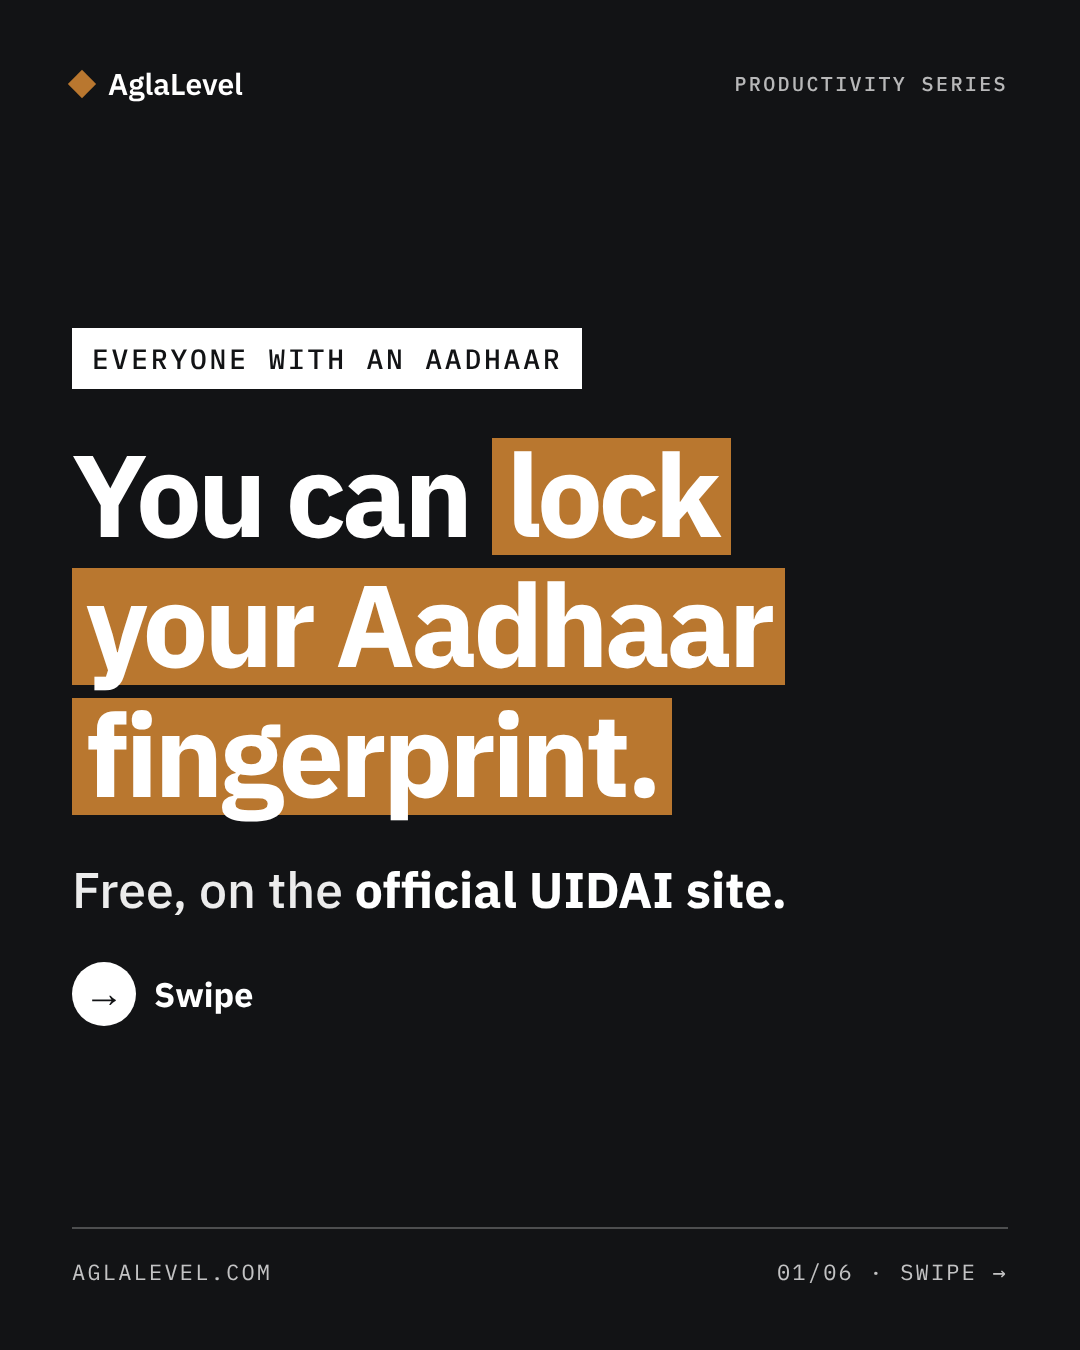 AglaLevel
PRODUCTIVITY SERIES
EVERYONE WITH AN AADHAAR
You can lock
your Aadhaar
fingerprint.
Free, on the official UIDAI site.
→ Swipe
AGLALEVEL.COM
01/06 · SWIPE →